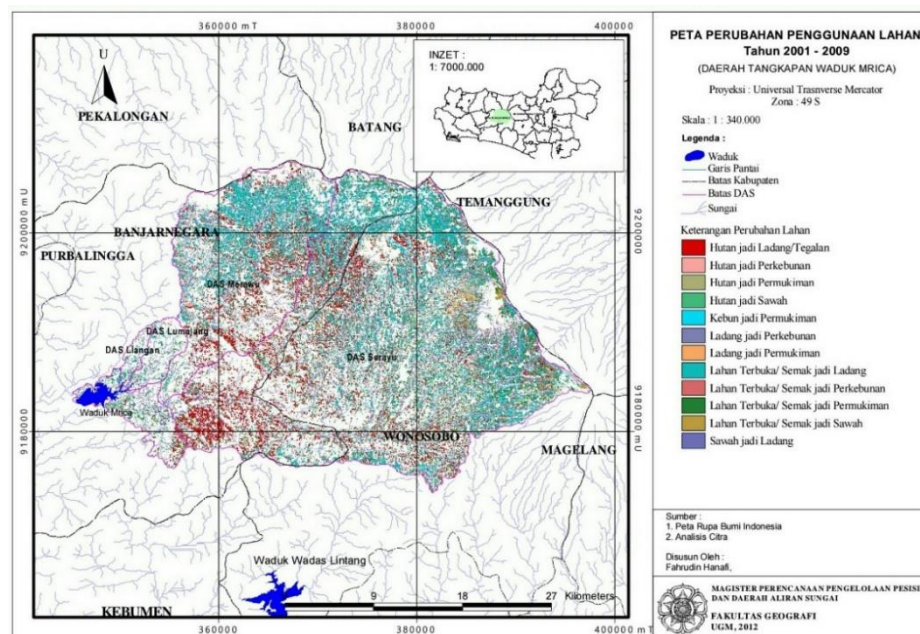 360000 m T
380000
400000
U
PEKALONGAN
BATANG
INZET :
1: 7000.000
TEMANGGUNG
9200000 m U
9200000
BANJARNEGARA
PURBALINGGA
DAS Merawu
DAS Lumajang
DAS Liangan
DAS Serayu
Waduk Mrica
9180000
9180000 m U
WONOSOBO
MAGELANG
Waduk Wadas Lintang
9
18
27 Kilometers
KEBUMEN
360000
380000
400000 m T
PETA PERUBAHAN PENGGUNAAN LAHAN
Tahun 2001 - 2009
(DAERAH TANGKAPAN WADUK MRICA)
Proyeksi : Universal Trasnverse Mercator
Zona : 49 S
Skala : 1 : 340.000
Legenda :
Waduk
Garis Pantai
Batas Kabupaten
Batas DAS
Sungai
Keterangan Perubahan Lahan
Hutan jadi Ladang/Tegalan
Hutan jadi Perkebunan
Hutan jadi Permukiman
Hutan jadi Sawah
Kebun jadi Permukiman
Ladang jadi Perkebunan
Ladang jadi Permukiman
Lahan Terbuka/ Semak jadi Ladang
Lahan Terbuka/ Semak jadi Perkebunan
Lahan Terbuka/ Semak jadi Permukiman
Lahan Terbuka/ Semak jadi Sawah
Sawah jadi Ladang
Sumber :
1. Peta Rupa Bumi Indonesia
2. Analisis Citra
Disusun Oleh :
Fahrudin Hanafi,
MAGISTER PERENCANAAN PENGELOLAAN PESISI
DAN DAERAH ALIRAN SUNGAI
FAKULTAS GEOGRAFI
UGM, 2012